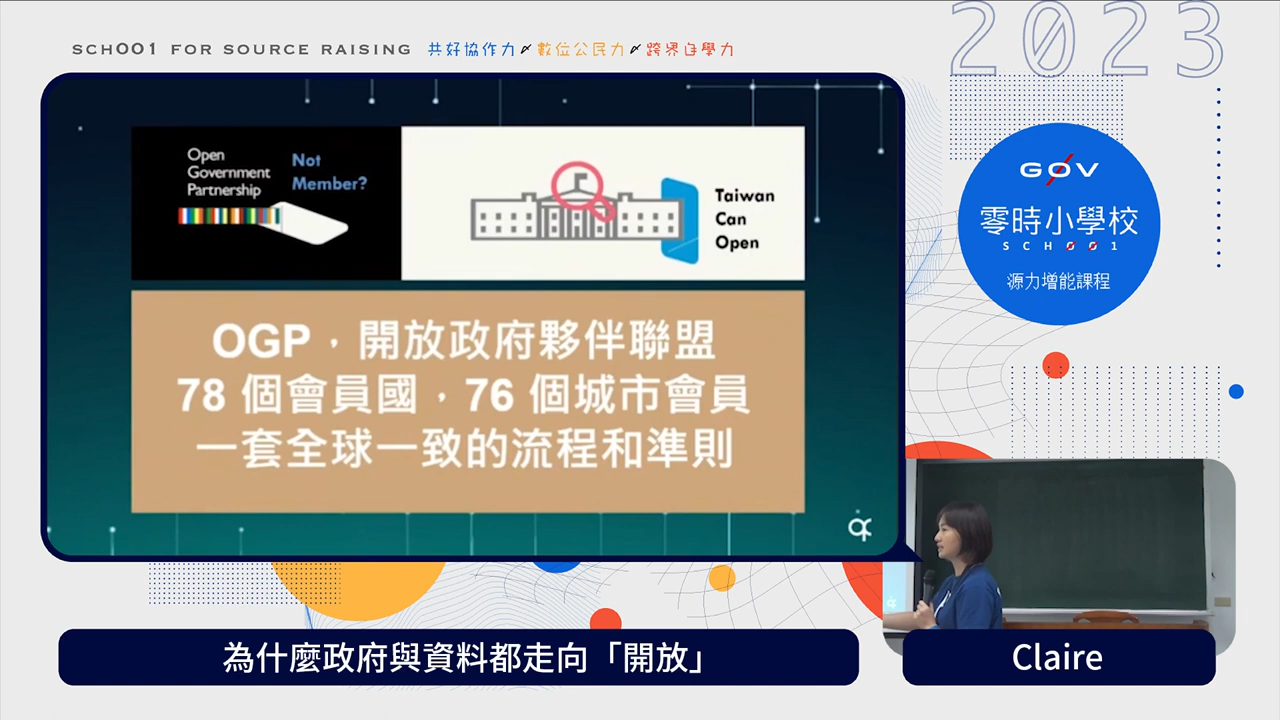 SCH001 FOR SOURCE RAISING 共好協作力 數位公民力 跨界自學力
2023
Open
Government
Partnership
Not
Member?
Taiwan
Can
Open
OGP，開放政府夥伴聯盟
78 個會員國，76 個城市會員
一套全球一致的流程和準則
G0V
零時小學校
SCH001
源力增能課程
為什麼政府與資料都走向「開放」
Claire